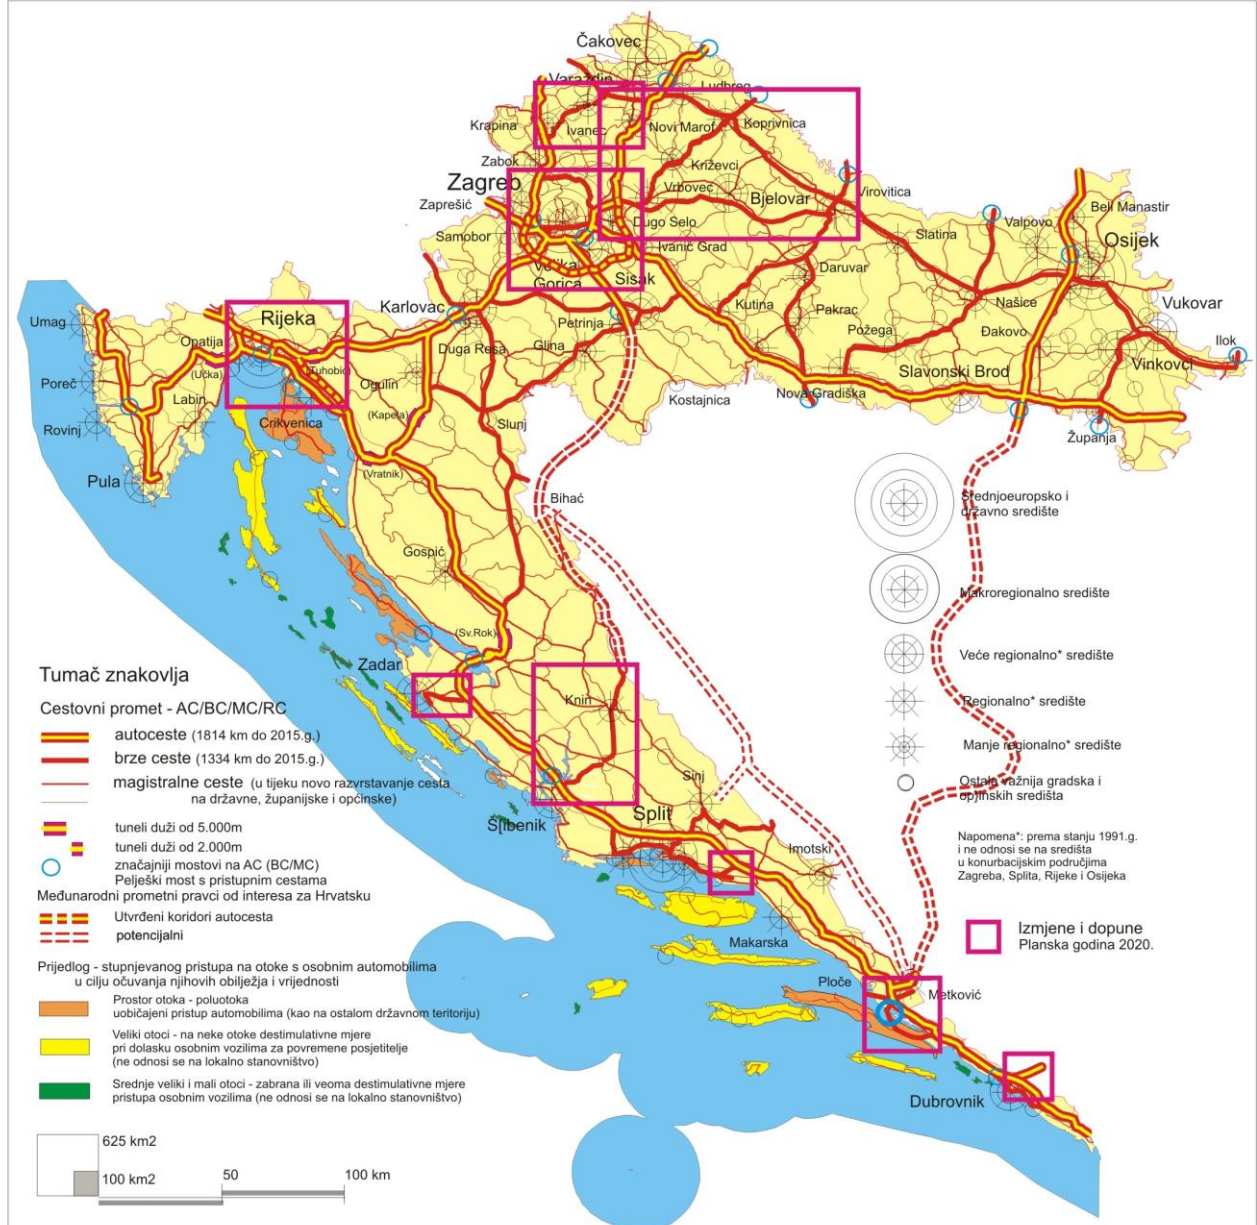 Čakovec
Varaždin
Ludbreg
Krapina
Ivanec
Novi Marof
Koprivnica
Zabok
Križevci
Zagreb
Vrbovec
Bjelovar
Virovitica
Zaprešić
Dugo Selo
Samobor
Ivanić Grad
Velika
Gorica
Sisak
Slatina
Valpovo
Beli Manastir
Osijek
Daruvar
Našice
Vukovar
Karlovac
Petrinja
Kutina
Pakrac
Požega
Đakovo
Ilok
Vinkovci
Umag
Rijeka
Opatija
(Učka)
(Tuhobić)
Duga Resa
Glina
Poreč
Labin
Ogulin
Kostajnica
Nova Gradiška
Slavonski Brod
Rovinj
Crikvenica
(Kapela)
Slunj
Županja
Pula
(Vratnik)
Bihać
Gospić
(Sv.Rok)
Zadar
Knin
Sinj
Šibenik
Split
Imotski
Makarska
Ploče
Metković
Dubrovnik
Srednjoeuropsko i
državno središte
Makroregionalno središte
Veće regionalno* središte
Regionalno* središte
Manje regionalno* središte
Ostala važnija gradska i
opjinskih središta
Napomena*: prema stanju 1991.g.
i ne odnosi se na središta
u konurbacijskim područjima
Zagreba, Splita, Rijeke i Osijeka
Izmjene i dopune
Planska godina 2020.
Tumač znakovlja
Cestovni promet - AC/BC/MC/RC
autoceste (1814 km do 2015.g.)
brze ceste (1334 km do 2015.g.)
magistralne ceste (u tijeku novo razvrstavanje cesta
na državne, županijske i općinske)
tuneli duži od 5.000m
tuneli duži od 2.000m
značajniji mostovi na AC (BC/MC)
Pelješki most s pristupnim cestama
Međunarodni prometni pravci od interesa za Hrvatsku
Utvrđeni koridori autocesta
potencijalni
Prijedlog - stupnjevanog pristupa na otoke s osobnim automobilima
u cilju očuvanja njihovih obilježja i vrijednosti
Prostor otoka - poluotoka
uobičajeni pristup automobilima (kao na ostalom državnom teritoriju)
Veliki otoci - na neke otoke destimulativne mjere
pri dolasku osobnim vozilima za povremene posjetitelje
(ne odnosi se na lokalno stanovništvo)
Srednje veliki i mali otoci - zabrana ili veoma destimulativne mjere
pristupa osobnim vozilima (ne odnosi se na lokalno stanovništvo)
625 km2
100 km2
50
100 km